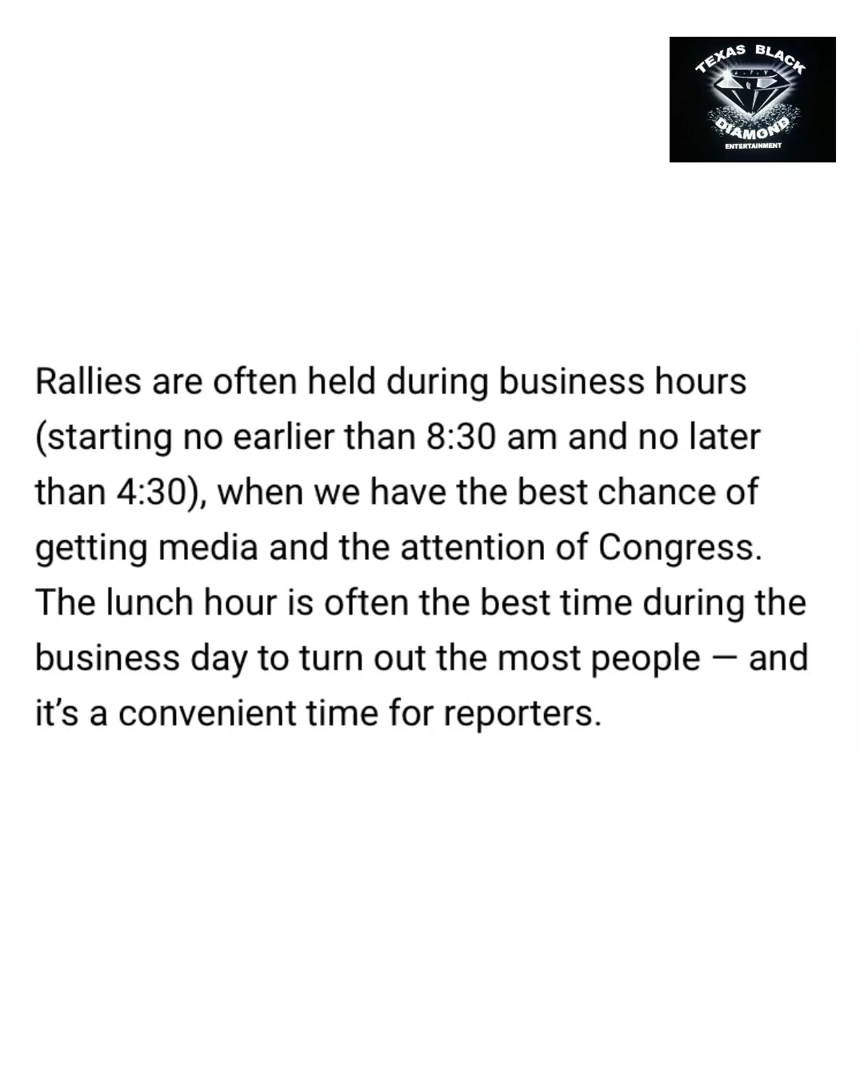 TEXAS BLACK
DIAMOND
ENTERTAINMENT
Rallies are often held during business hours
(starting no earlier than 8:30 am and no later
than 4:30), when we have the best chance of
getting media and the attention of Congress.
The lunch hour is often the best time during the
business day to turn out the most people — and
it’s a convenient time for reporters.